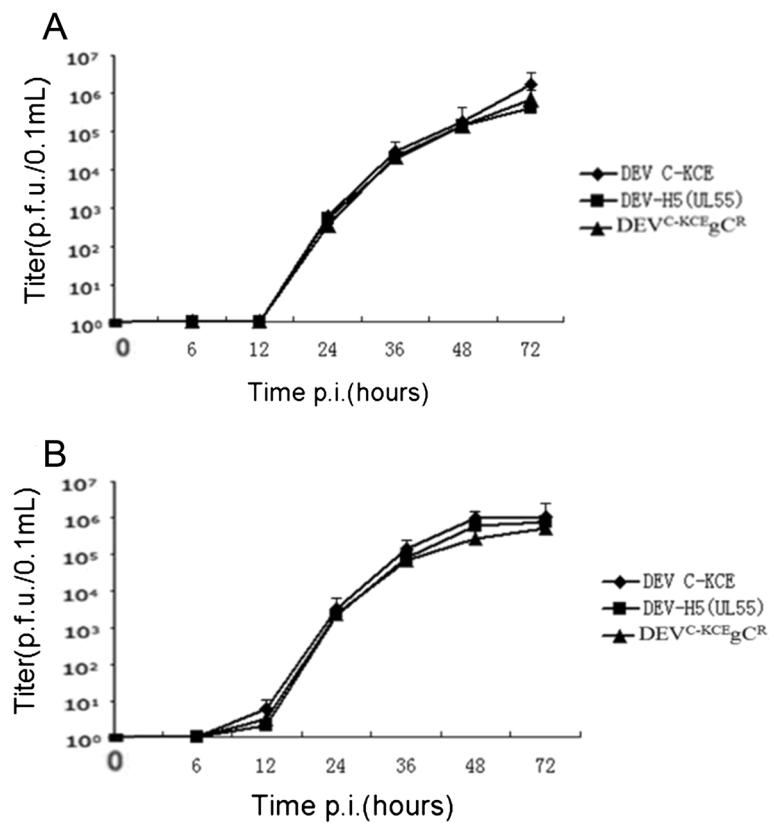 A
Titer(p.f.u./0.1mL)
10⁷
10⁶
10⁵
10⁴
10³
10²
10¹
10⁰
0 6 12 24 36 48 72
Time p.i.(hours)
DEV C-KCE
DEV-H5(UL55)
DEVC-KCEgCR
B
Titer(p.f.u./0.1mL)
10⁷
10⁶
10⁵
10⁴
10³
10²
10¹
10⁰
0 6 12 24 36 48 72
Time p.i.(hours)
DEV C-KCE
DEV-H5(UL55)
DEVC-KCEgCR